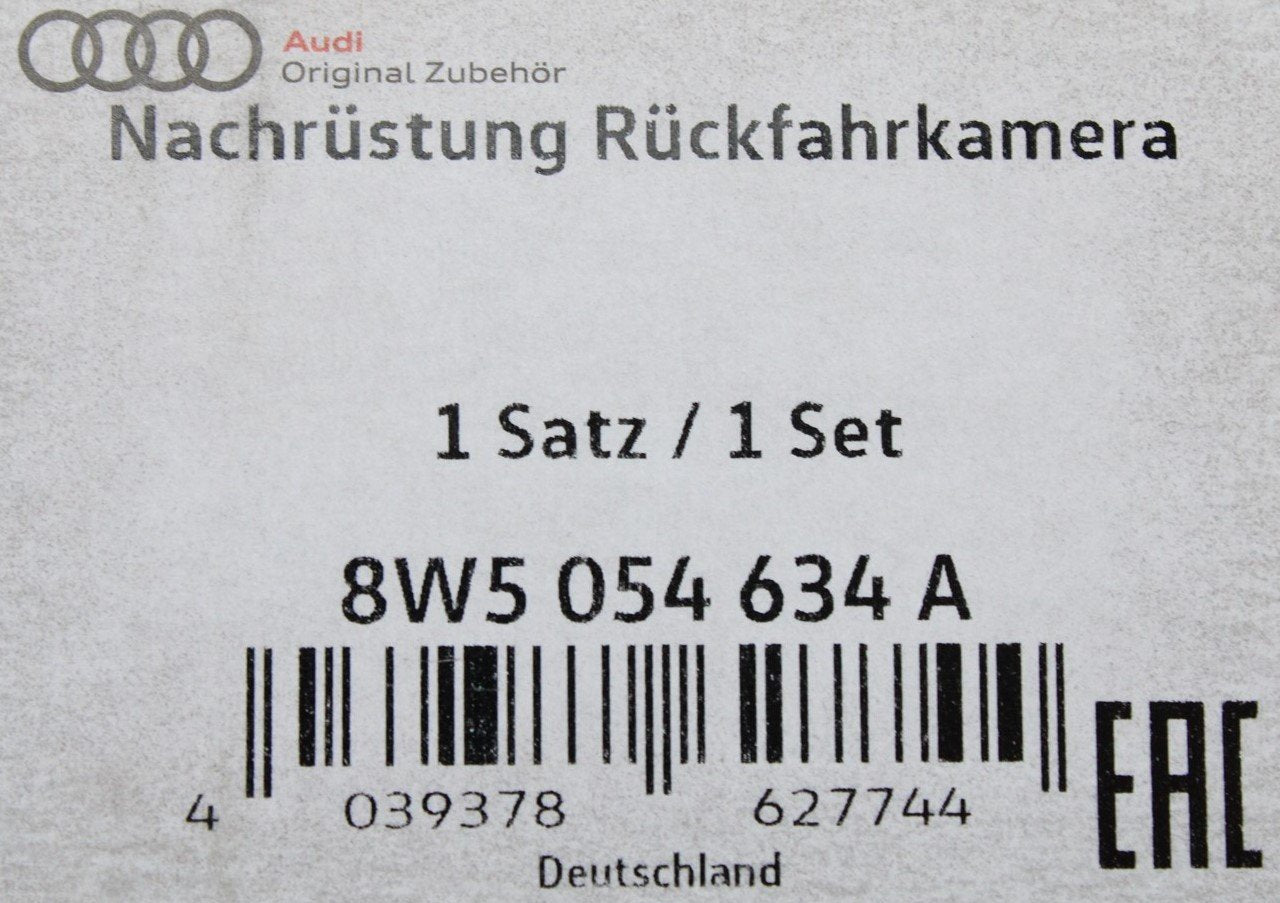 Audi
Original Zubehör
Nachrüstung Rückfahrkamera
1 Satz / 1 Set
8W5 054 634 A
4 039378 627744
Deutschland
EAC